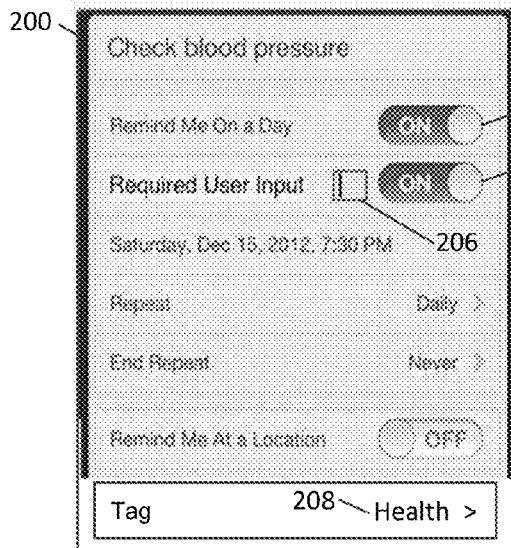 200
Check blood pressure
Remind Me On a Day ON
Required User Input ON
Saturday, Dec 15, 2012, 7:30 PM
206
Repeat Daily >
End Repeat Never >
Remind Me At a Location OFF
Tag 208 Health >